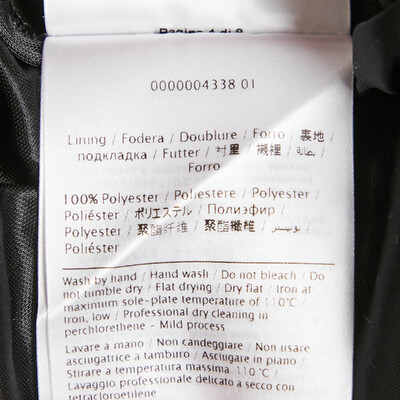 Pagina 4 di 8
0000004338 01
Lining / Fodera / Doublure / Forro / 裏地 /
подкладка / Futter / 衬里 / 襯裡 / بطانة /
Forro
100% Polyester / Poliestere / Polyester /
Poliéster / ポリエステル / Полиэфир /
Polyester / 聚酯纤维 / 聚酯纖維 / بوليستر /
Poliéster
Wash by hand / Hand wash / Do not bleach / Do
not tumble dry / Flat drying / Dry flat / Iron at
maximum sole-plate temperature of 110°C /
Iron, low / Professional dry cleaning in
perchlorethene - Mild process
Lavare a mano / Non candeggiare / Non usare
asciugatrice a tamburo / Asciugare in piano /
Stirare a temperatura massima 110°C /
Lavaggio professionale delicato a secco con
tetracloroetilene